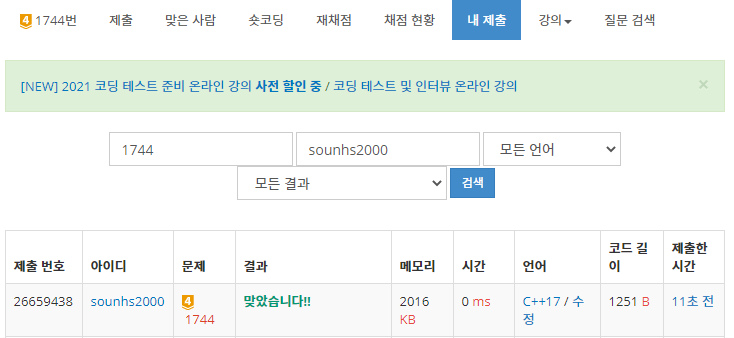 4 1744번 제출 맞은 사람 숏코딩 재채점 채점 현황 내 제출 강의 질문 검색
[NEW] 2021 코딩 테스트 준비 온라인 강의 사전 할인 중 / 코딩 테스트 및 인터뷰 온라인 강의 ×
1744 sounhs2000 모든 언어
모든 결과 검색
제출 번호 아이디 문제 결과 메모리 시간 언어 코드 길이 제출한 시간
26659438 sounhs2000 4 1744 맞았습니다!! 2016 KB 0 ms C++17 / 수정 1251 B 11초 전